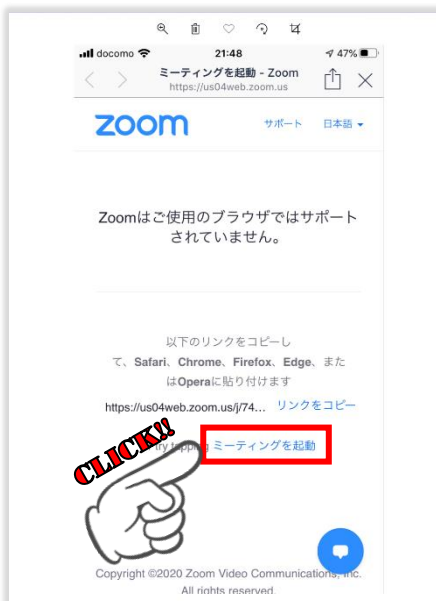 docomo 21:48 47%
ミーティングを起動 - Zoom
https://us04web.zoom.us
zoom サポート 日本語
Zoomはご使用のブラウザではサポート
されていません。
以下のリンクをコピーし
て、Safari、Chrome、Firefox、Edge、また
はOperaに貼り付けます
https://us04web.zoom.us/j/74... リンクをコピー
CLICK!!
try tapping ミーティングを起動
Copyright ©2020 Zoom Video Communications, Inc.
All rights reserved.